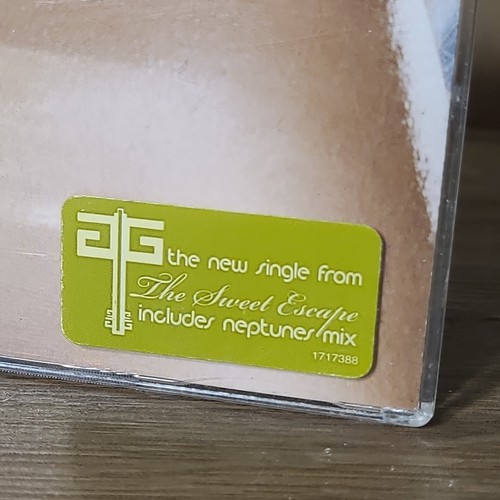 the new single from
The Sweet Escape
includes neptunes mix
1717388